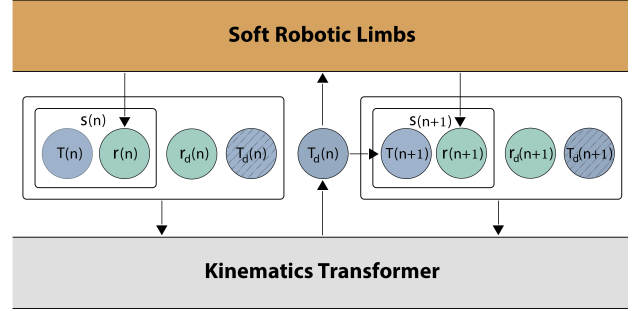 Soft Robotic Limbs
s(n)
T(n) r(n) r_d(n) T_d(n)
T_d(n)
s(n+1)
T(n+1) r(n+1) r_d(n+1) T_d(n+1)
Kinematics Transformer